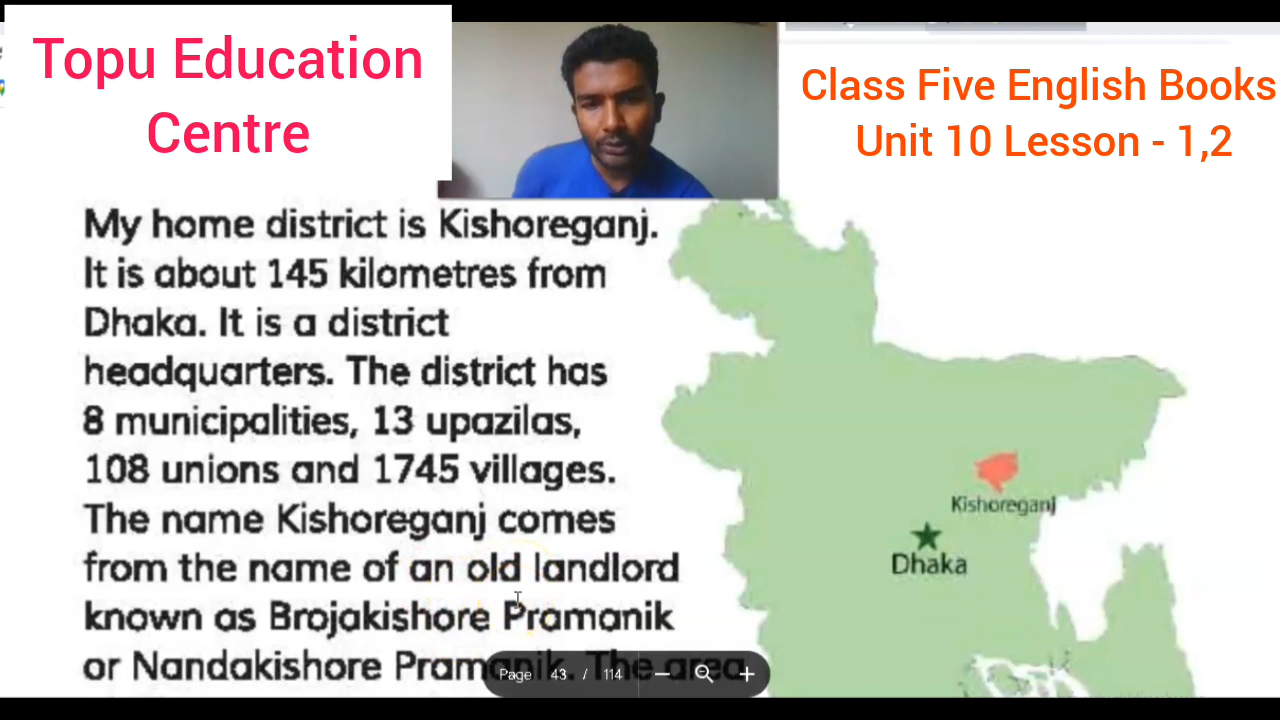 Topu Education
Centre
Class Five English Books
Unit 10 Lesson - 1,2
My home district is Kishoreganj.
It is about 145 kilometres from
Dhaka. It is a district
headquarters. The district has
8 municipalities, 13 upazilas,
108 unions and 1745 villages.
The name Kishoreganj comes
from the name of an old landlord
known as Brojakishore Pramanik
or Nandakishore Pramanik. The area
Kishoreganj
Dhaka
Page 43 / 114